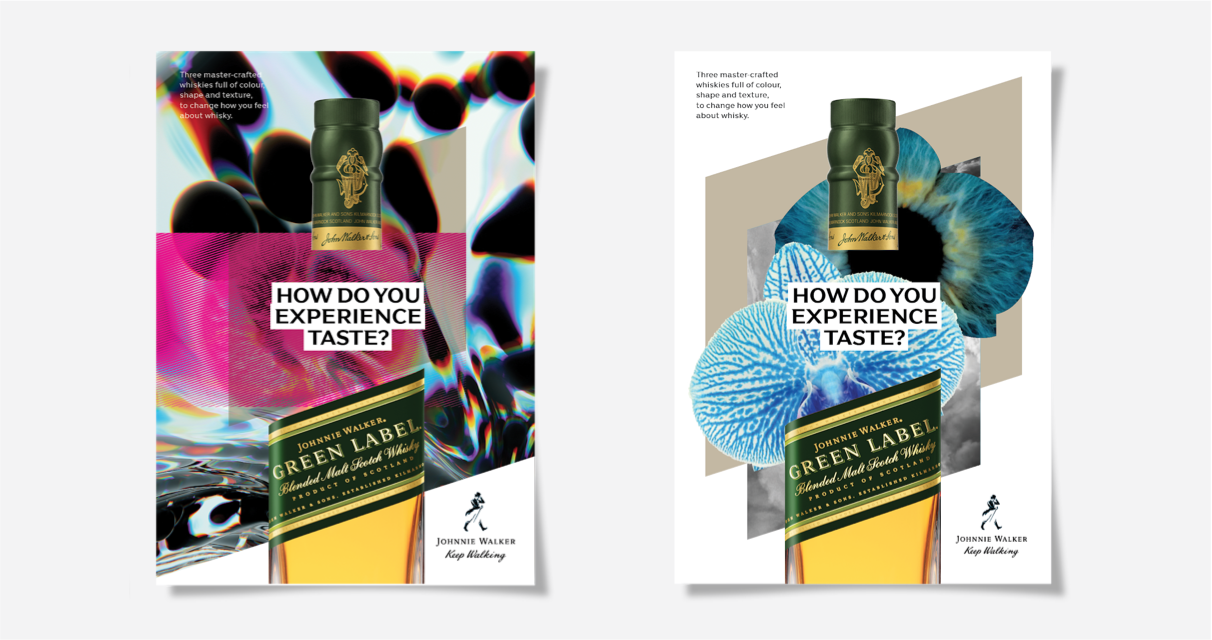 Three master-crafted
whiskies full of colour,
shape and texture,
to change how you feel
about whisky.
John Walker & Sons
HOW DO YOU
EXPERIENCE
TASTE?
JOHNNIE WALKER.
GREEN LABEL.
Blended Malt Scotch Whisky
PRODUCT OF SCOTLAND
WALKER & SONS, ESTABLISHED
JOHNNIE WALKER
Keep Walking
Three master-crafted
whiskies full of colour,
shape and texture,
to change how you feel
about whisky.
John Walker & Sons
HOW DO YOU
EXPERIENCE
TASTE?
JOHNNIE WALKER.
GREEN LABEL.
Blended Malt Scotch Whisky
PRODUCT OF SCOTLAND
WALKER & SONS, ESTABLISHED
JOHNNIE WALKER
Keep Walking